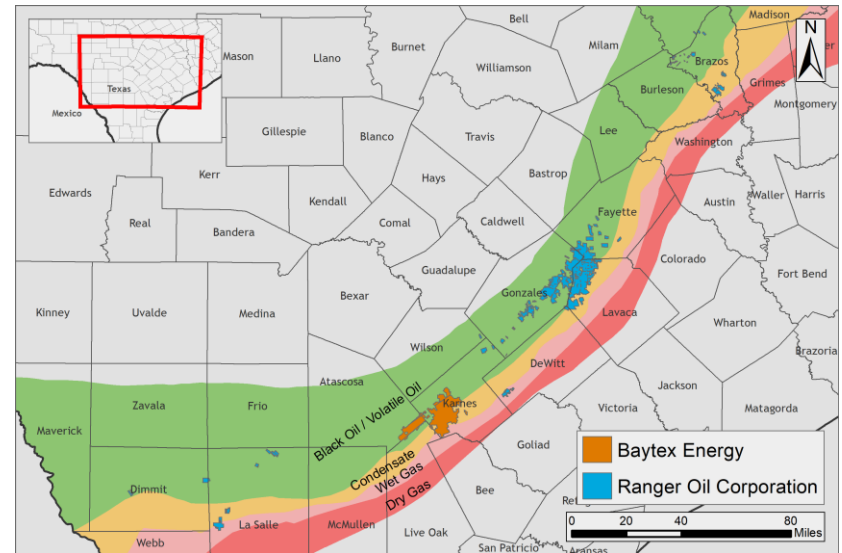 Bell
Madison
Mason
Llano
Burnet
Milam
N
Brazos
Williamson
Texas
Burleson
Grimes
Mexico
Montgomery
Gillespie
Blanco
Travis
Lee
Washington
Kerr
Hays
Bastrop
Edwards
Kendall
Austin
Waller
Harris
Real
Comal
Caldwell
Fayette
Bandera
Colorado
Guadalupe
Fort Bend
Bexar
Gonzales
Kinney
Uvalde
Medina
Lavaca
Wharton
Wilson
Brazoria
DeWitt
Atascosa
Jackson
Black Oil / Volatile Oil
Zavala
Frio
Karnes
Victoria
Matagorda
Maverick
Goliad
Baytex Energy
Condensate
Wet Gas
Dry Gas
Dimmit
Bee
Ranger Oil Corporation
La Salle
McMullen
Live Oak
Webb
0 20 40 80
Miles
San Patricio
Aransas